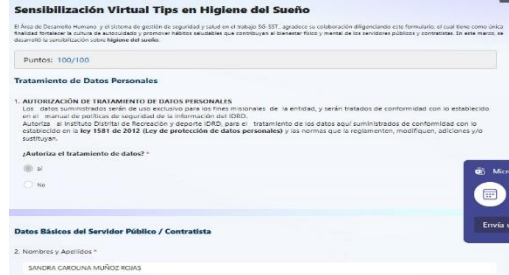 Sensibilización Virtual Tips en Higiene del Sueño
El Área de Desarrollo Humano y el sistema de gestión de seguridad y salud en el trabajo SG-SST, agradece su colaboración diligenciando este formulario, el cual tiene como única
finalidad fortalecer la cultura de autocuidado y promover hábitos saludables que contribuyan al bienestar físico y mental de los servidores públicos y contratistas. En este marco, se
desarrolló la sensibilización sobre higiene del sueño.
Puntos: 100/100
Tratamiento de Datos Personales
1. AUTORIZACIÓN DE TRATAMIENTO DE DATOS PERSONALES
Los datos suministrados serán de uso exclusivo para los fines misionales de la entidad, y serán tratados de conformidad con lo establecido
en el manual de políticas de seguridad de la información del IDRD.
Autoriza al Instituto Distrital de Recreación y deporte IDRD, para el tratamiento de los datos aquí suministrados de conformidad con lo
establecido en la ley 1581 de 2012 (Ley de protección de datos personales) y las normas que la reglamenten, modifiquen, adiciones y/o
sustituyan.
¿Autoriza el tratamiento de datos? *
sí
No
Micr
Envía
Datos Básicos del Servidor Público / Contratista
2. Nombres y Apellidos *
SANDRA CAROLINA MUÑOZ ROJAS